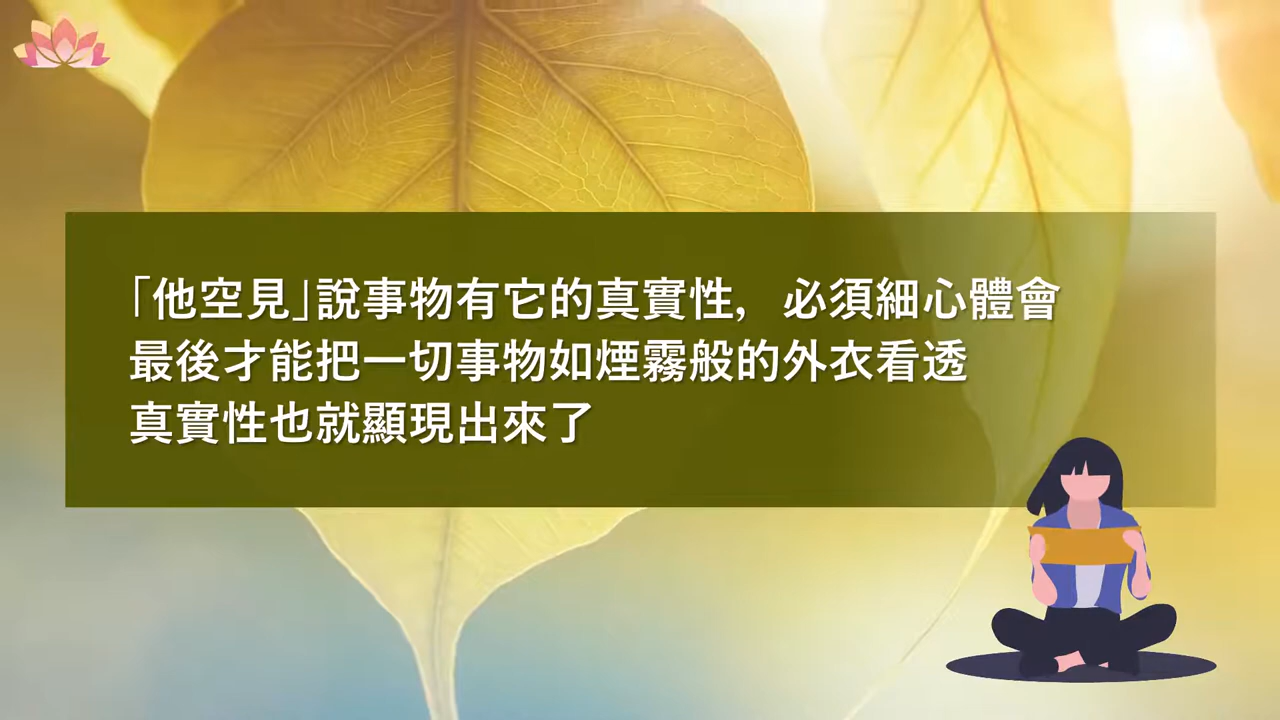 「他空見」說事物有它的真實性，必須細心體會
最後才能把一切事物如煙霧般的外衣看透
真實性也就顯現出來了